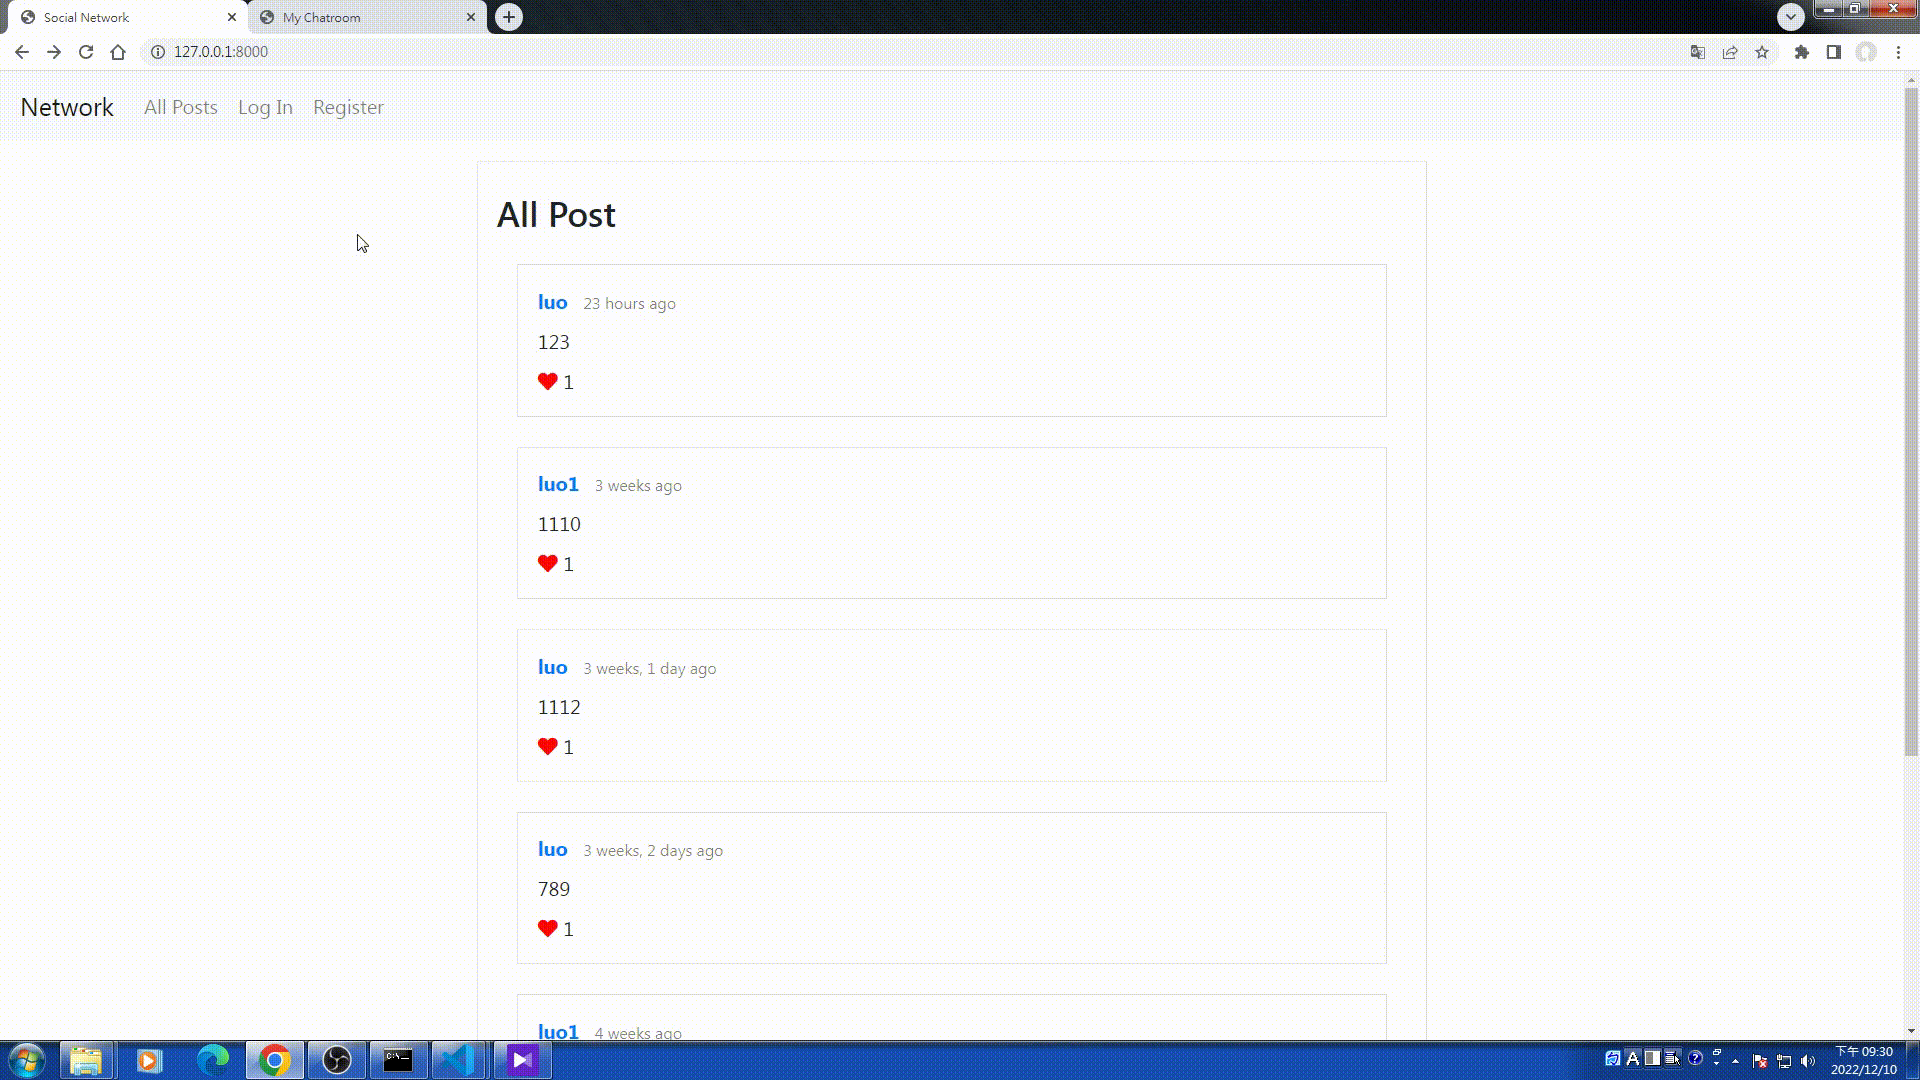 Social Network
My Chatroom
127.0.0.1:8000
Network All Posts Log In Register
All Post
luo 23 hours ago
123
1
luo1 3 weeks ago
1110
1
luo 3 weeks, 1 day ago
1112
1
luo 3 weeks, 2 days ago
789
1
luo1 4 weeks ago
C:\_
A
下午 09:30
2022/12/10